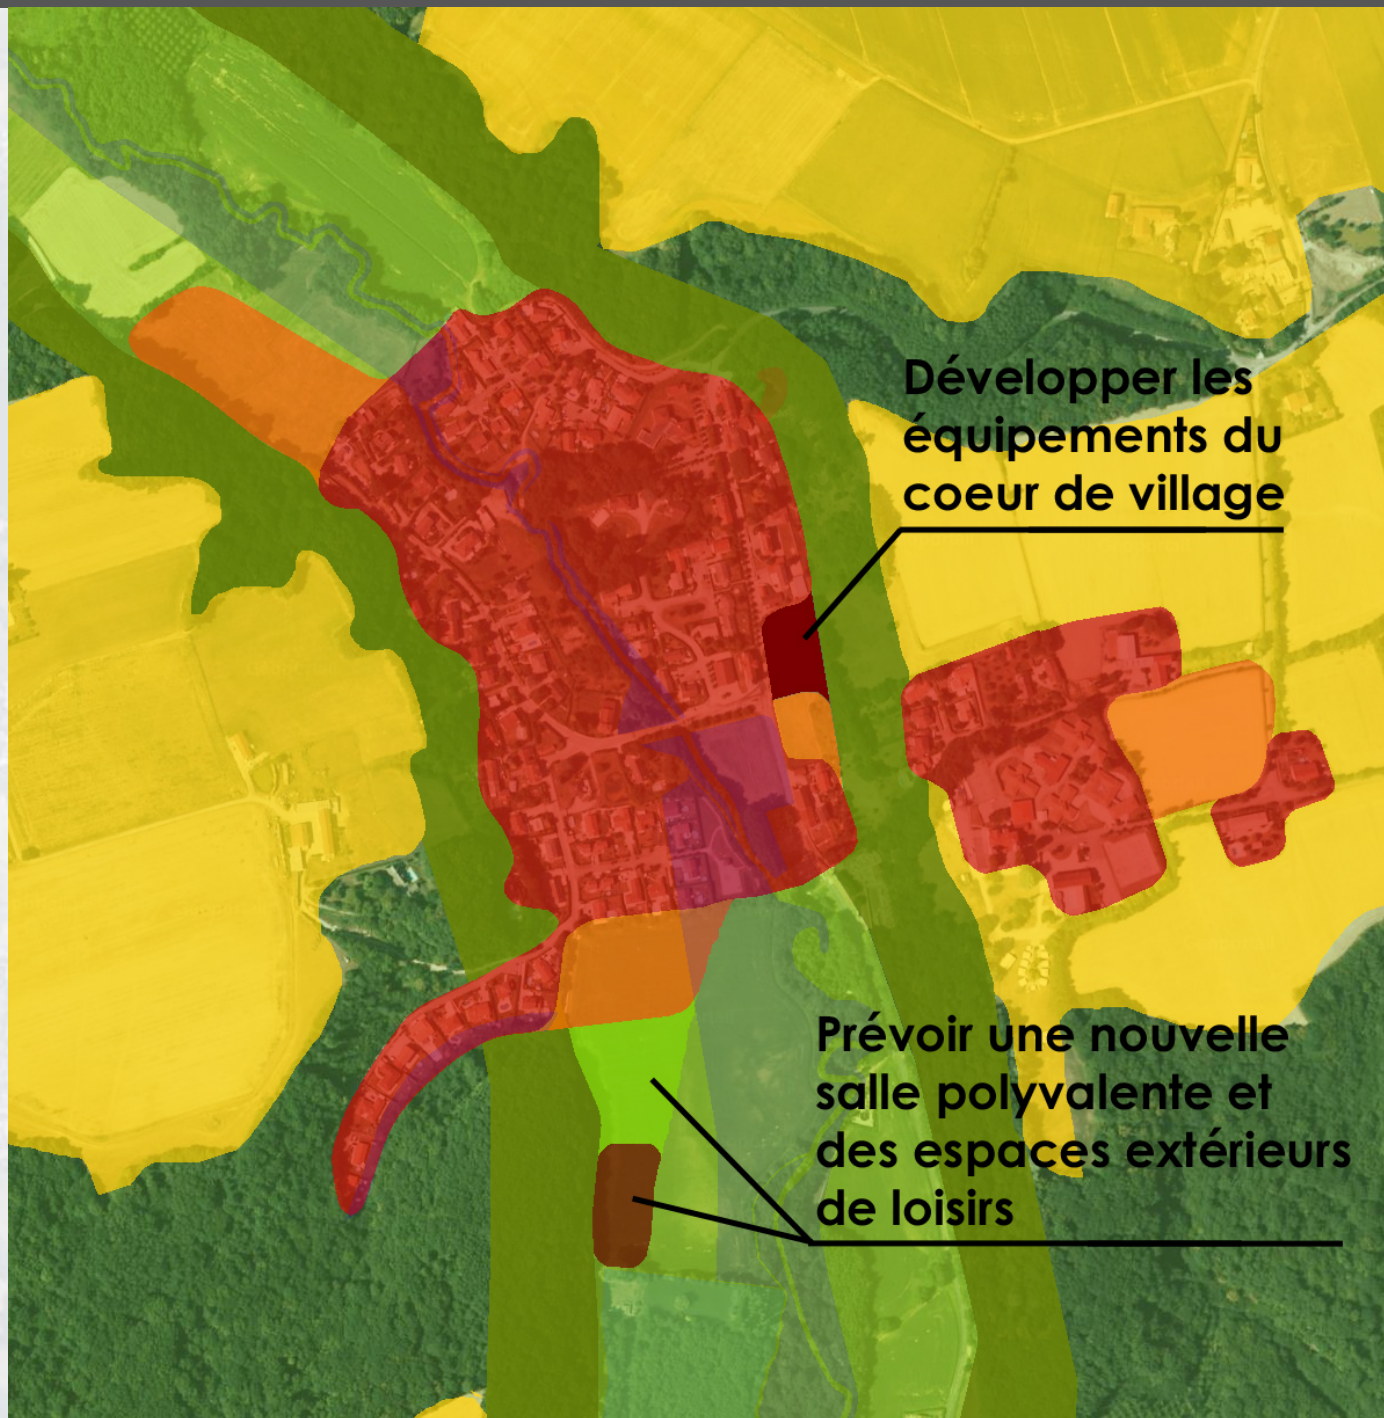 Développer les
équipements du
coeur de village
Prévoir une nouvelle
salle polyvalente et
des espaces extérieurs
de loisirs